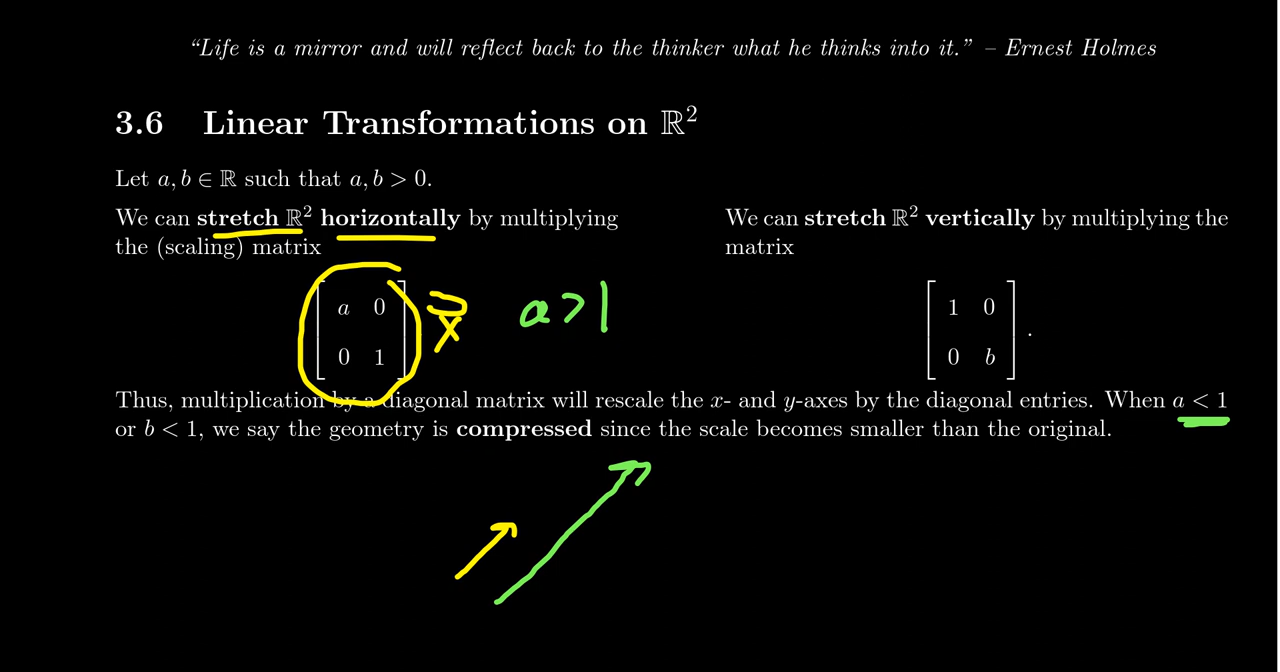 “Life is a mirror and will reflect back to the thinker what he thinks into it.” – Ernest Holmes
3.6 Linear Transformations on ℝ²
Let a, b ∈ ℝ such that a, b > 0.
We can stretch ℝ² horizontally by multiplying
the (scaling) matrix
[ a 0
0 1 ] x⃗
a > 1
We can stretch ℝ² vertically by multiplying the
matrix
[ 1 0
0 b ] .
Thus, multiplication by a diagonal matrix will rescale the x- and y-axes by the diagonal entries. When a < 1
or b < 1, we say the geometry is compressed since the scale becomes smaller than the original.